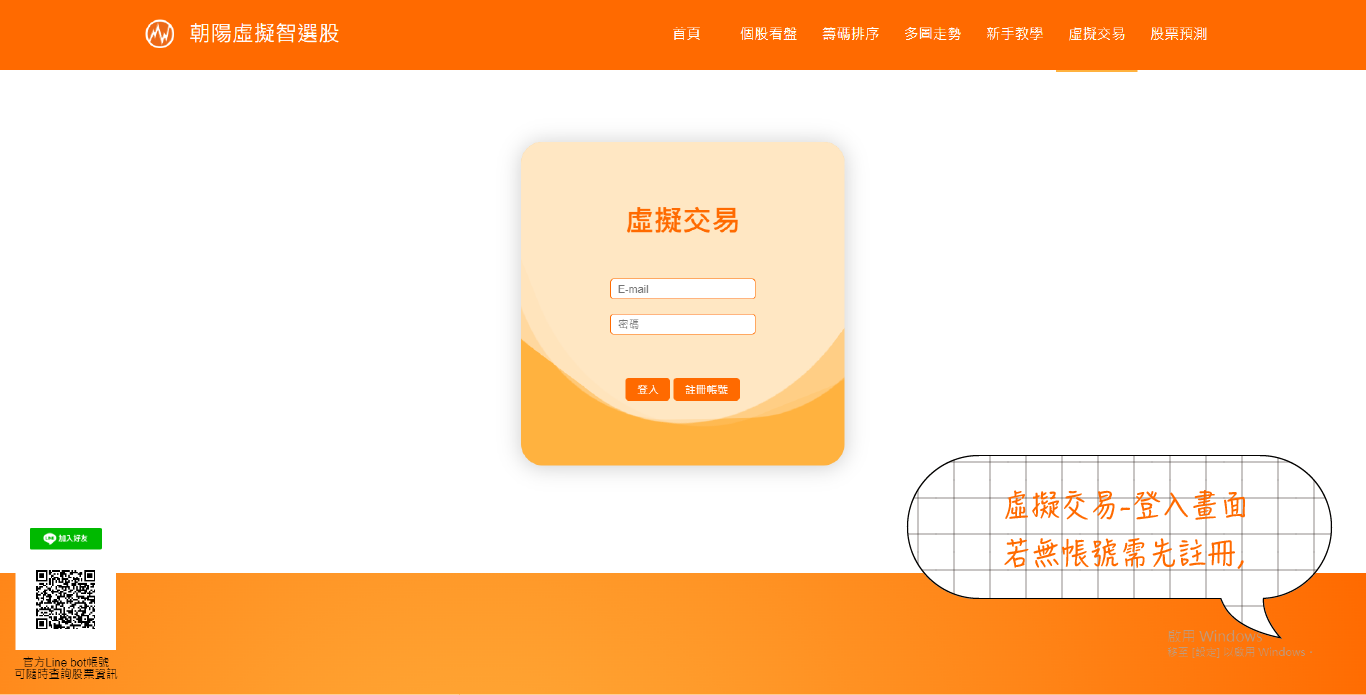 朝陽虛擬智選股
首頁 個股看盤 籌碼排序 多圖走勢 新手教學 虛擬交易 股票預測
虛擬交易
E-mail
密碼
登入 註冊帳號
虛擬交易-登入畫面
若無帳號需先註冊,
加入好友
官方Line bot帳號
可隨時查詢股票資訊
啟用 Windows
移至 [設定] 以啟用 Windows。